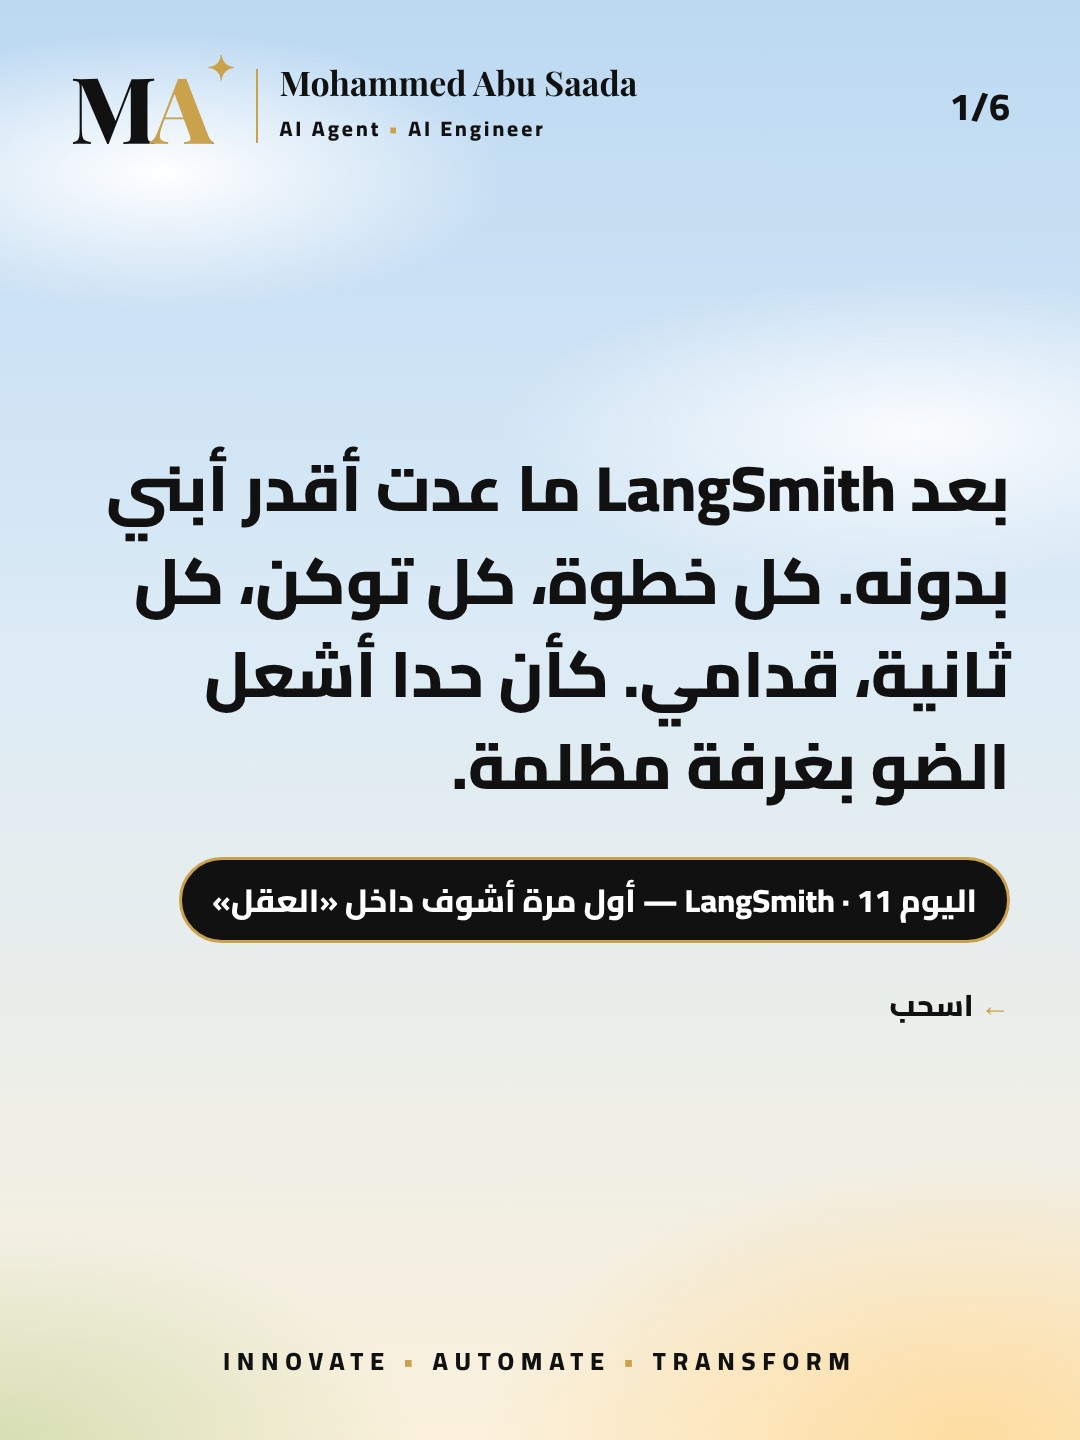 MA
Mohammed Abu Saada
AI Agent ▪ AI Engineer
1/6
بعد LangSmith ما عدت أقدر أبني
بدونه. كل خطوة، كل توكن، كل
ثانية، قدامي. كأن حدا أشعل
الضو بغرفة مظلمة.
اليوم 11 · LangSmith — أول مرة أشوف داخل «العقل»
← اسحب
INNOVATE ▪ AUTOMATE ▪ TRANSFORM